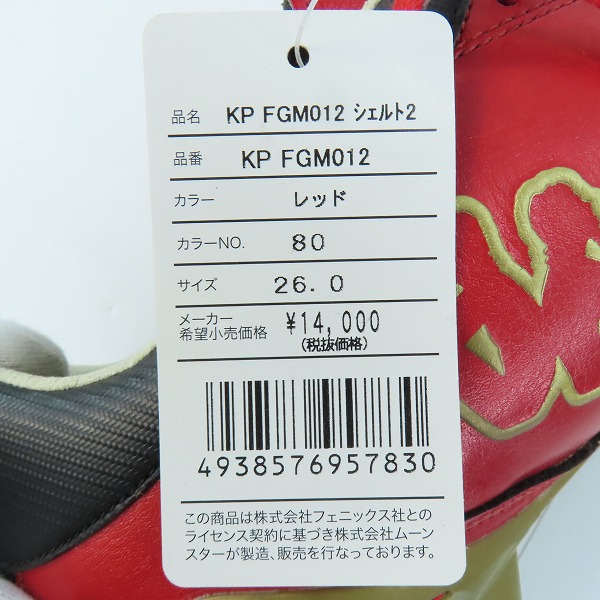 品名 KP FGM012 シェルト2
品番 KP FGM012
カラー レッド
カラーNO. 80
サイズ 26.0
メーカー
希望小売価格 ¥14,000
(税抜価格)
4938576957830
この商品は株式会社フェニックス社との
ライセンス契約に基づき株式会社ムーン
スターが製造、販売を行なっております。